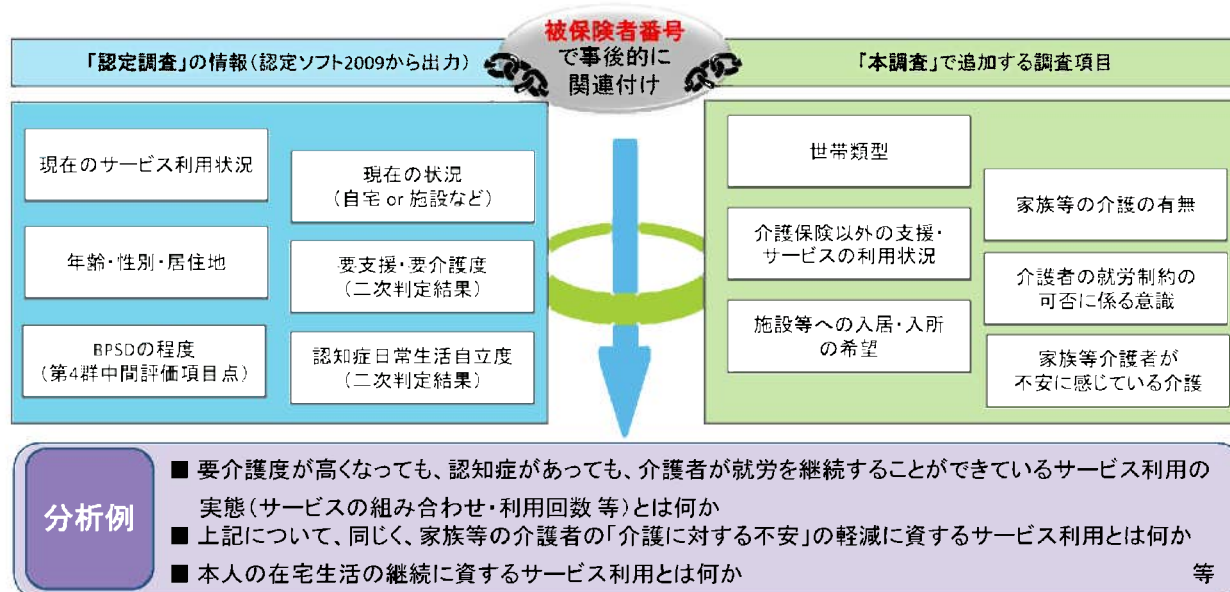 被保険者番号
で事後的に
関連付け
「認定調査」の情報(認定ソフト2009から出力)
現在のサービス利用状況
現在の状況
(自宅 or 施設など)
年齢・性別・居住地
要支援・要介護度
(二次判定結果)
BPSDの程度
(第4群中間評価項目点)
認知症日常生活自立度
(二次判定結果)
『本調査』で追加する調査項目
世帯類型
家族等の介護の有無
介護保険以外の支援・
サービスの利用状況
介護者の就労制約の
可否に係る意識
施設等への入居・入所
の希望
家族等介護者が
不安に感じている介護
分析例
■ 要介護度が高くなっても、認知症があっても、介護者が就労を継続することができているサービス利用の
実態(サービスの組み合わせ・利用回数 等)とは何か
■ 上記について、同じく、家族等の介護者の「介護に対する不安」の軽減に資するサービス利用とは何か
■ 本人の在宅生活の継続に資するサービス利用とは何か 等